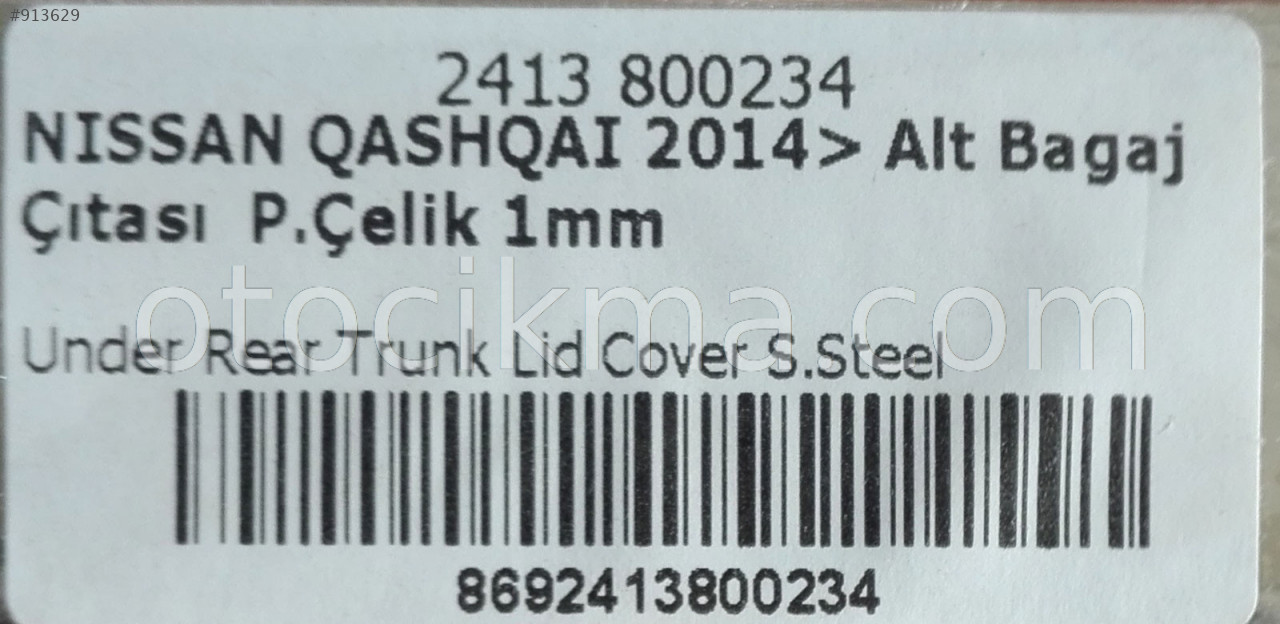 #913629
2413 800234
NISSAN QASHQAI 2014> Alt Bagaj
Çıtası P.Çelik 1mm
otocikma.com
Under Rear Trunk Lid Cover S.Steel
8692413800234